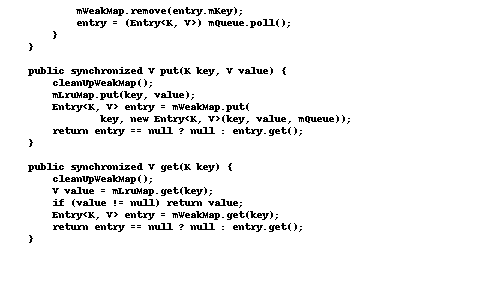 mWeakMap.remove(entry.mKey);
entry = (Entry<K, V>) mQueue.poll();
}
}
public synchronized V put(K key, V value) {
cleanUpWeakMap();
mLruMap.put(key, value);
Entry<K, V> entry = mWeakMap.put(
key, new Entry<K, V>(key, value, mQueue));
return entry == null ? null : entry.get();
}
public synchronized V get(K key) {
cleanUpWeakMap();
V value = mLruMap.get(key);
if (value != null) return value;
Entry<K, V> entry = mWeakMap.get(key);
return entry == null ? null : entry.get();
}